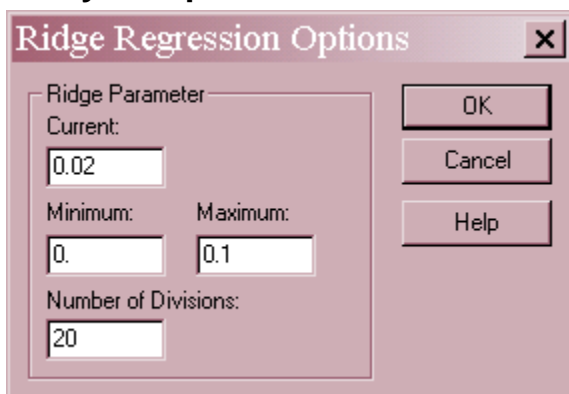 Ridge Regression Options
Ridge Parameter
Current:
0.02
Minimum: Maximum:
0. 0.1
Number of Divisions:
20
OK
Cancel
Help